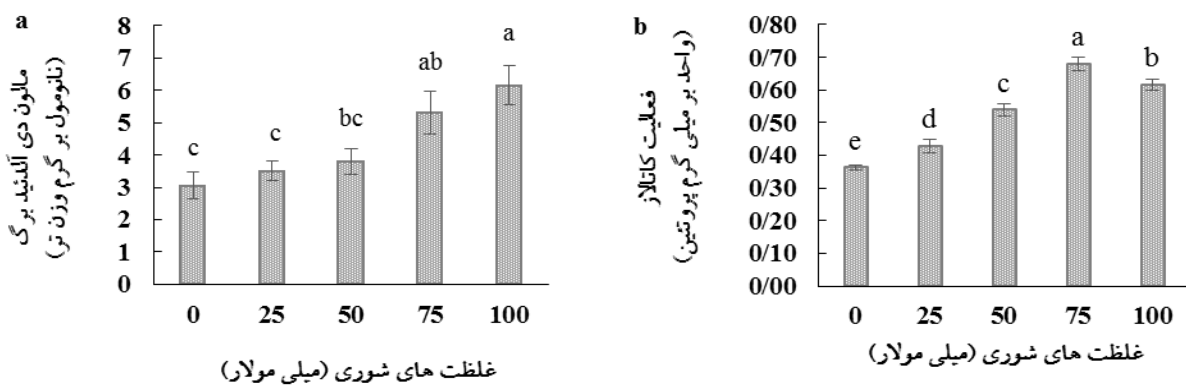 a
مالون دی آلدئید برگ
(نانومول بر گرم وزن تر)
8
7
6
5
4
3
2
1
0
c
c
bc
ab
a
0 25 50 75 100
غلظت های شوری (میلی مولار)
b
فعالیت کاتالاز
(واحد بر میلی گرم پروتئین)
0/80
0/70
0/60
0/50
0/40
0/30
0/20
0/10
0/00
e
d
c
a
b
0 25 50 75 100
غلظت های شوری (میلی مولار)